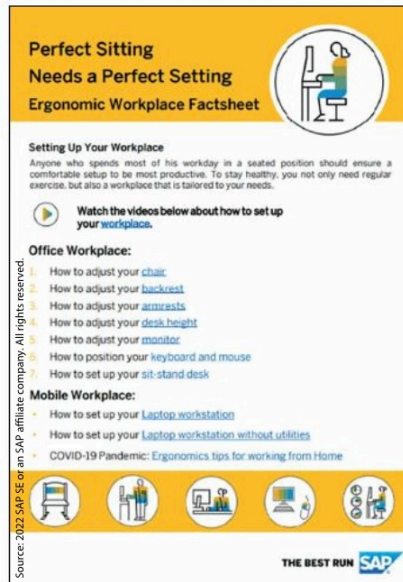 Perfect Sitting
Needs a Perfect Setting
Ergonomic Workplace Factsheet
Setting Up Your Workplace
Anyone who spends most of his workday in a seated position should ensure a
comfortable setup to be most productive. To stay healthy, you not only need regular
exercise, but also a workplace that is tailored to your needs.
Watch the videos below about how to set up
your workplace.
Office Workplace:
1. How to adjust your chair
2. How to adjust your backrest
3. How to adjust your armrests
4. How to adjust your desk height
5. How to adjust your monitor
6. How to position your keyboard and mouse
7. How to set up your sit-stand desk
Mobile Workplace:
• How to set up your Laptop workstation
• How to set up your Laptop workstation without utilities
• COVID-19 Pandemic: Ergonomics tips for working from Home
THE BEST RUN SAP
Source: 2022 SAP SE or an SAP affiliate company. All rights reserved.